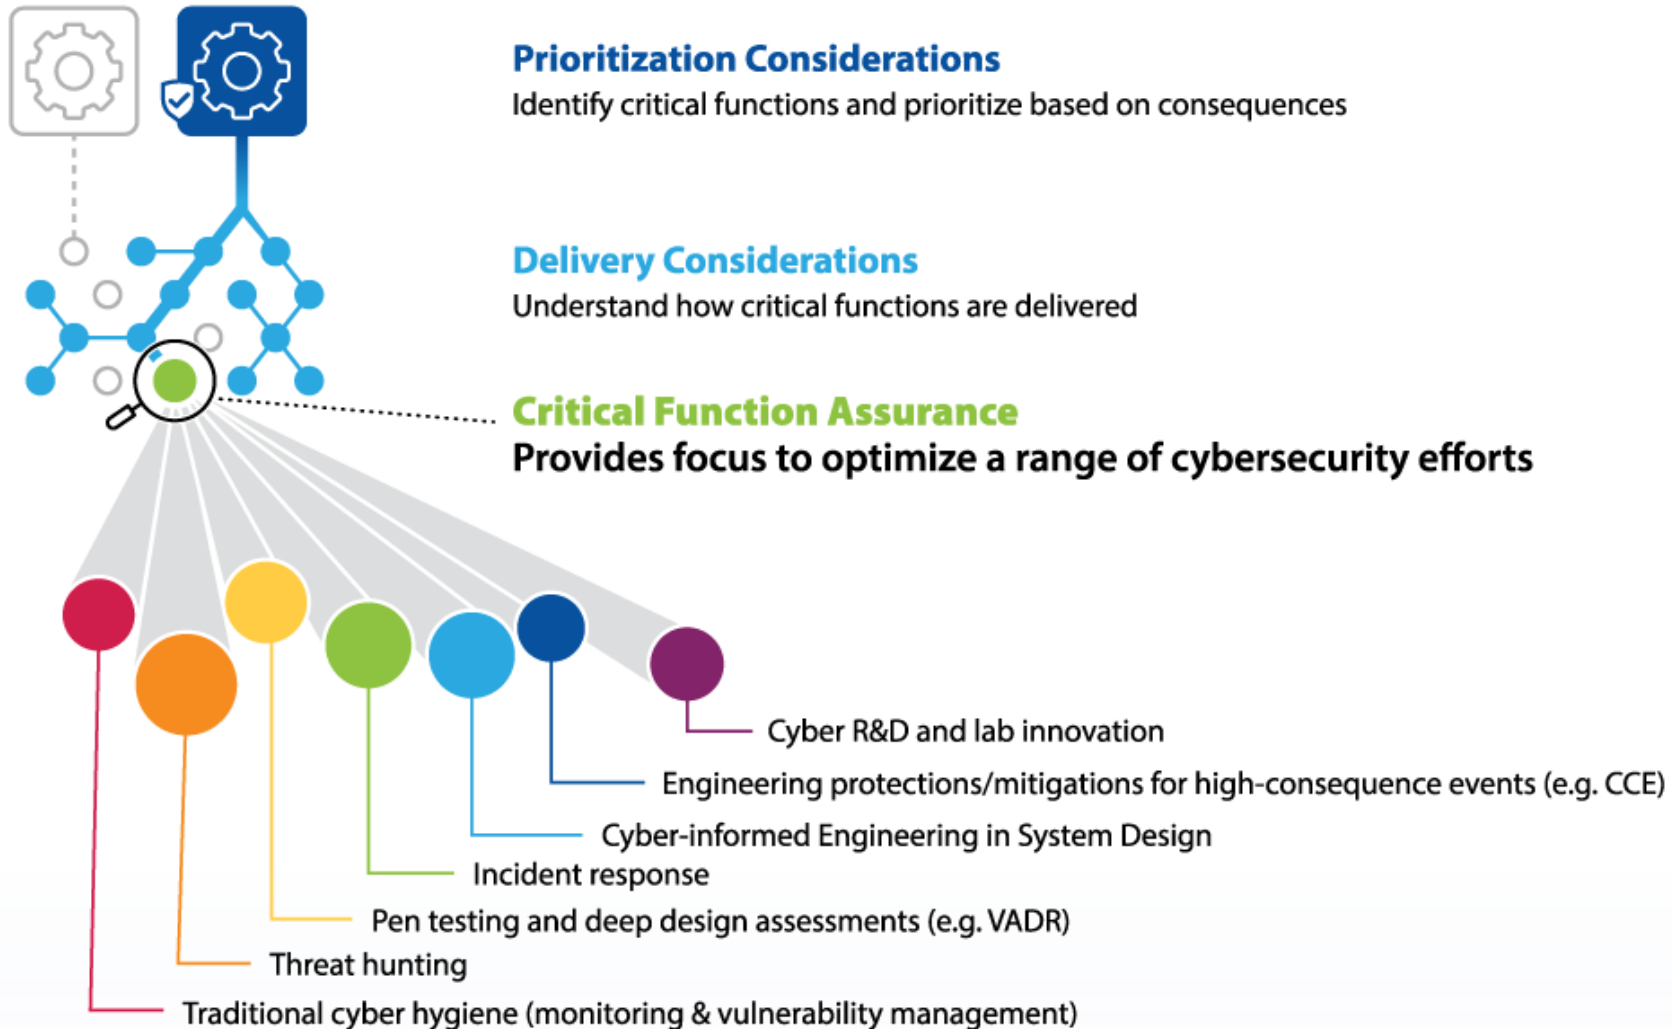 Prioritization Considerations
Identify critical functions and prioritize based on consequences
Delivery Considerations
Understand how critical functions are delivered
Critical Function Assurance
Provides focus to optimize a range of cybersecurity efforts
Cyber R&D and lab innovation
Engineering protections/mitigations for high-consequence events (e.g. CCE)
Cyber-informed Engineering in System Design
Incident response
Pen testing and deep design assessments (e.g. VADR)
Threat hunting
Traditional cyber hygiene (monitoring & vulnerability management)